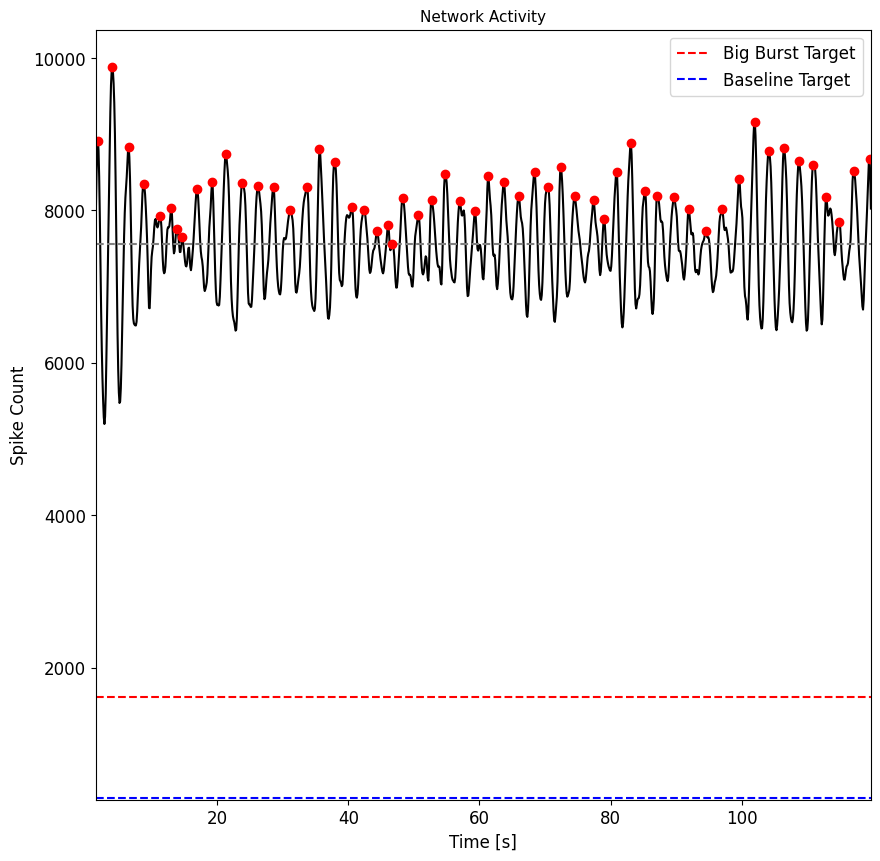 Network Activity
Big Burst Target
Baseline Target
Spike Count
10000
8000
6000
4000
2000
20 40 60 80 100
Time [s]